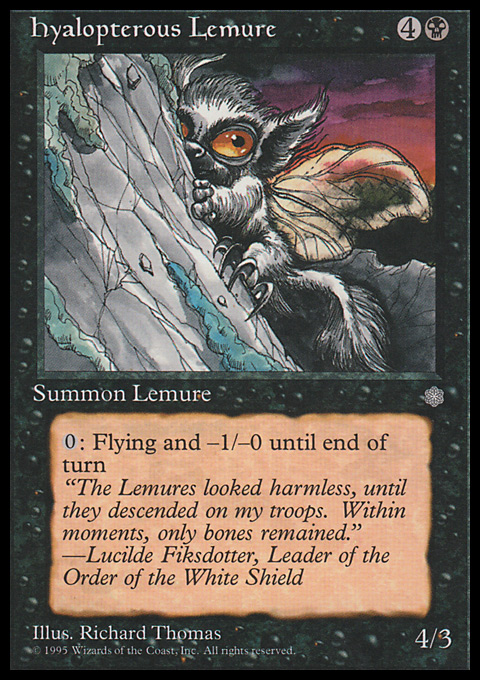 Hyalopterous Lemure 4
Summon Lemure
0: Flying and –1/–0 until end of
turn
“The Lemures looked harmless, until
they descended on my troops. Within
moments, only bones remained.”
—Lucilde Fiksdotter, Leader of the
Order of the White Shield
Illus. Richard Thomas
4/3
© 1995 Wizards of the Coast, Inc. All rights reserved.